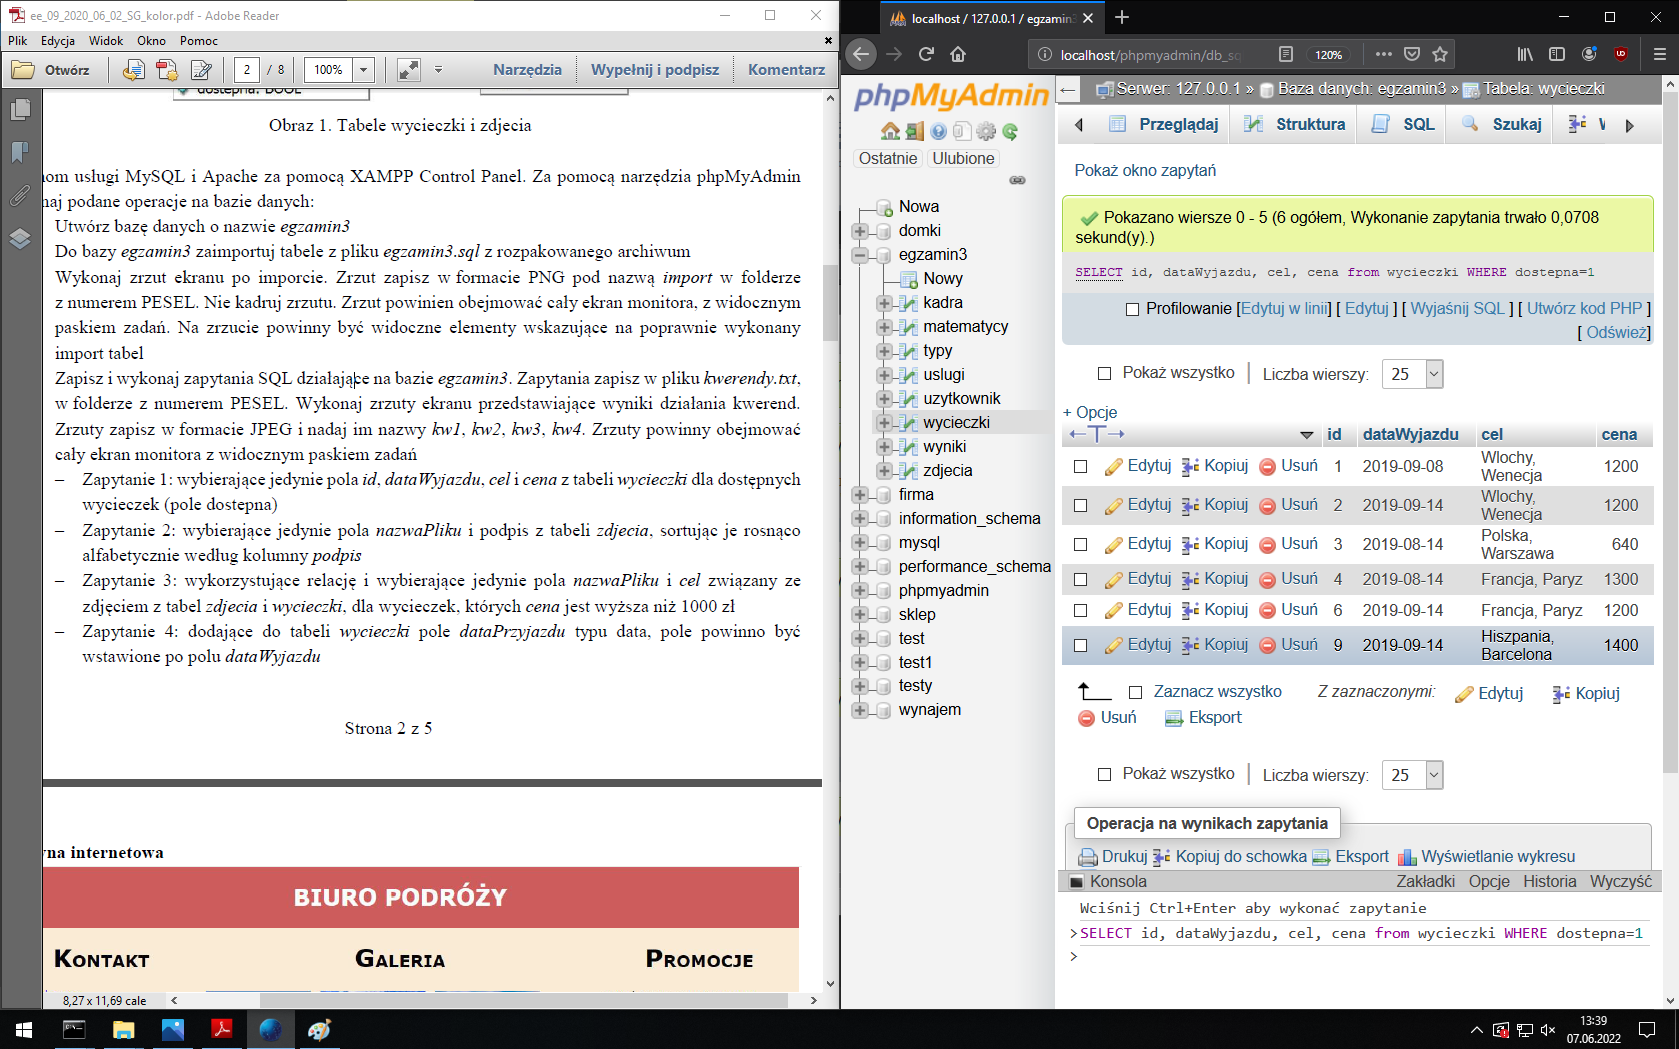 ee_09_2020_06_02_SG_kolor.pdf - Adobe Reader
Plik Edycja Widok Okno Pomoc
Otwórz 2 / 8 100% Narzędzia Wypełnij i podpisz Komentarz
dostępna: BOOL
Obraz 1. Tabele wycieczki i zdjecia
usługi MySQL i Apache za pomocą XAMPP Control Panel. Za pomocą narzędzia phpMyAdmin
podane operacje na bazie danych:
Utwórz bazę danych o nazwie egzamin3
Do bazy egzamin3 zaimportuj tabele z pliku egzamin3.sql z rozpakowanego archiwum
Wykonaj zrzut ekranu po imporcie. Zrzut zapisz w formacie PNG pod nazwą import w folderze
z numerem PESEL. Nie kadruj zrzutu. Zrzut powinien obejmować cały ekran monitora, z widocznym
paskiem zadań. Na zrzucie powinny być widoczne elementy wskazujące na poprawnie wykonany
import tabel
Zapisz i wykonaj zapytania SQL działające na bazie egzamin3. Zapytania zapisz w pliku kwerendy.txt,
w folderze z numerem PESEL. Wykonaj zrzuty ekranu przedstawiające wyniki działania kwerend.
Zrzuty zapisz w formacie JPEG i nadaj im nazwy kw1, kw2, kw3, kw4. Zrzuty powinny obejmować
cały ekran monitora z widocznym paskiem zadań
– Zapytanie 1: wybierające jedynie pola id, dataWyjazdu, cel i cena z tabeli wycieczki dla dostępnych
wycieczek (pole dostepna)
– Zapytanie 2: wybierające jedynie pola nazwaPliku i podpis z tabeli zdjecia, sortując je rosnąco
alfabetycznie według kolumny podpis
– Zapytanie 3: wykorzystujące relację i wybierające jedynie pola nazwaPliku i cel związany ze
zdjęciem z tabel zdjecia i wycieczki, dla wycieczek, których cena jest wyższa niż 1000 zł
– Zapytanie 4: dodające do tabeli wycieczki pole dataPrzyjazdu typu data, pole powinno być
wstawione po polu dataWyjazdu
Strona 2 z 5
internetowa
BIURO PODRÓŻY
KONTAKT GALERIA PROMOCJE
8,27 x 11,69 cale
localhost / 127.0.0.1 / egzamin3
localhost/phpmyadmin/db_sq 120%
phpMyAdmin
Ostatnie Ulubione
Nowa
domki
egzamin3
Nowy
kadra
matematycy
typy
uslugi
uzytkownik
wycieczki
wyniki
zdjecia
firma
information_schema
mysql
performance_schema
phpmyadmin
sklep
test
test1
testy
wynajem
Serwer: 127.0.0.1 » Baza danych: egzamin3 » Tabela: wycieczki
Przeglądaj Struktura SQL Szukaj
Pokaż okno zapytań
Pokazano wiersze 0 - 5 (6 ogółem, Wykonanie zapytania trwało 0,0708
sekund(y).)
SELECT id, dataWyjazdu, cel, cena from wycieczki WHERE dostepna=1
Profilowanie [Edytuj w linii] [ Edytuj ] [ Wyjaśnij SQL ] [ Utwórz kod PHP ]
[ Odśwież]
Pokaż wszystko | Liczba wierszy: 25
+ Opcje
←T→ id dataWyjazdu cel cena
Edytuj Kopiuj Usuń 1 2019-09-08 Wlochy, Wenecja 1200
Edytuj Kopiuj Usuń 2 2019-09-14 Wlochy, Wenecja 1200
Edytuj Kopiuj Usuń 3 2019-08-14 Polska, Warszawa 640
Edytuj Kopiuj Usuń 4 2019-08-14 Francja, Paryz 1300
Edytuj Kopiuj Usuń 6 2019-09-14 Francja, Paryz 1200
Edytuj Kopiuj Usuń 9 2019-09-14 Hiszpania, Barcelona 1400
Zaznacz wszystko Z zaznaczonymi: Edytuj Kopiuj
Usuń Eksport
Pokaż wszystko | Liczba wierszy: 25
Operacja na wynikach zapytania
Drukuj Kopiuj do schowka Eksport Wyświetlanie wykresu
Konsola Zakładki Opcje Historia Wyczyść
Wciśnij Ctrl+Enter aby wykonać zapytanie
>SELECT id, dataWyjazdu, cel, cena from wycieczki WHERE dostepna=1
>
13:39
07.06.2022